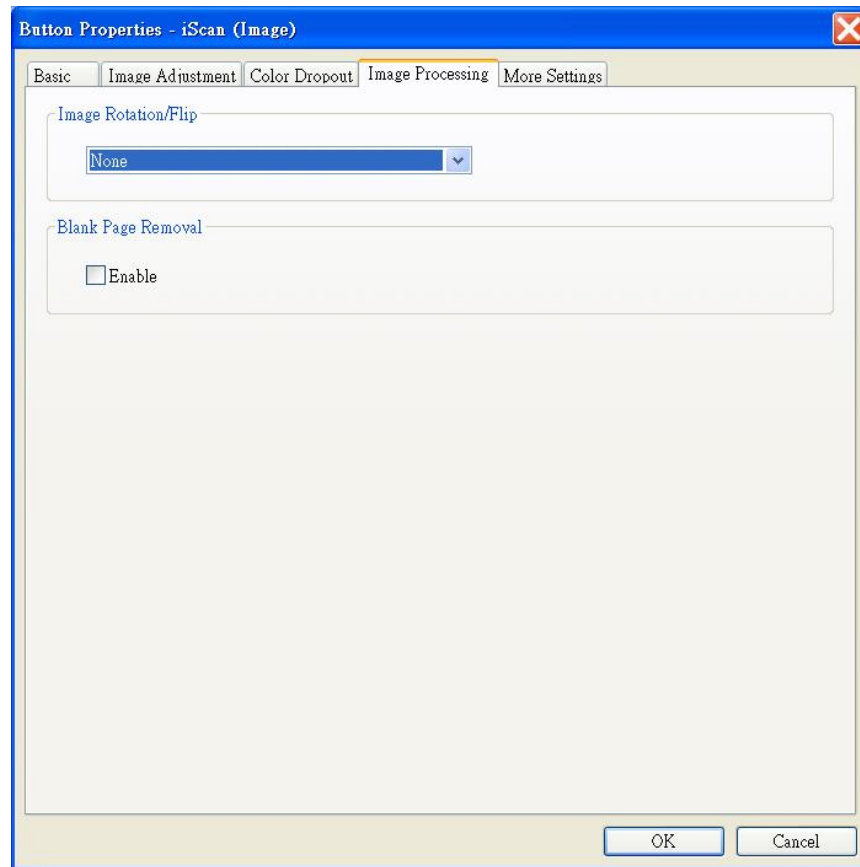 Button Properties - iScan (Image)
Basic Image Adjustment Color Dropout Image Processing More Settings
Image Rotation/Flip
None
Blank Page Removal
Enable
OK Cancel